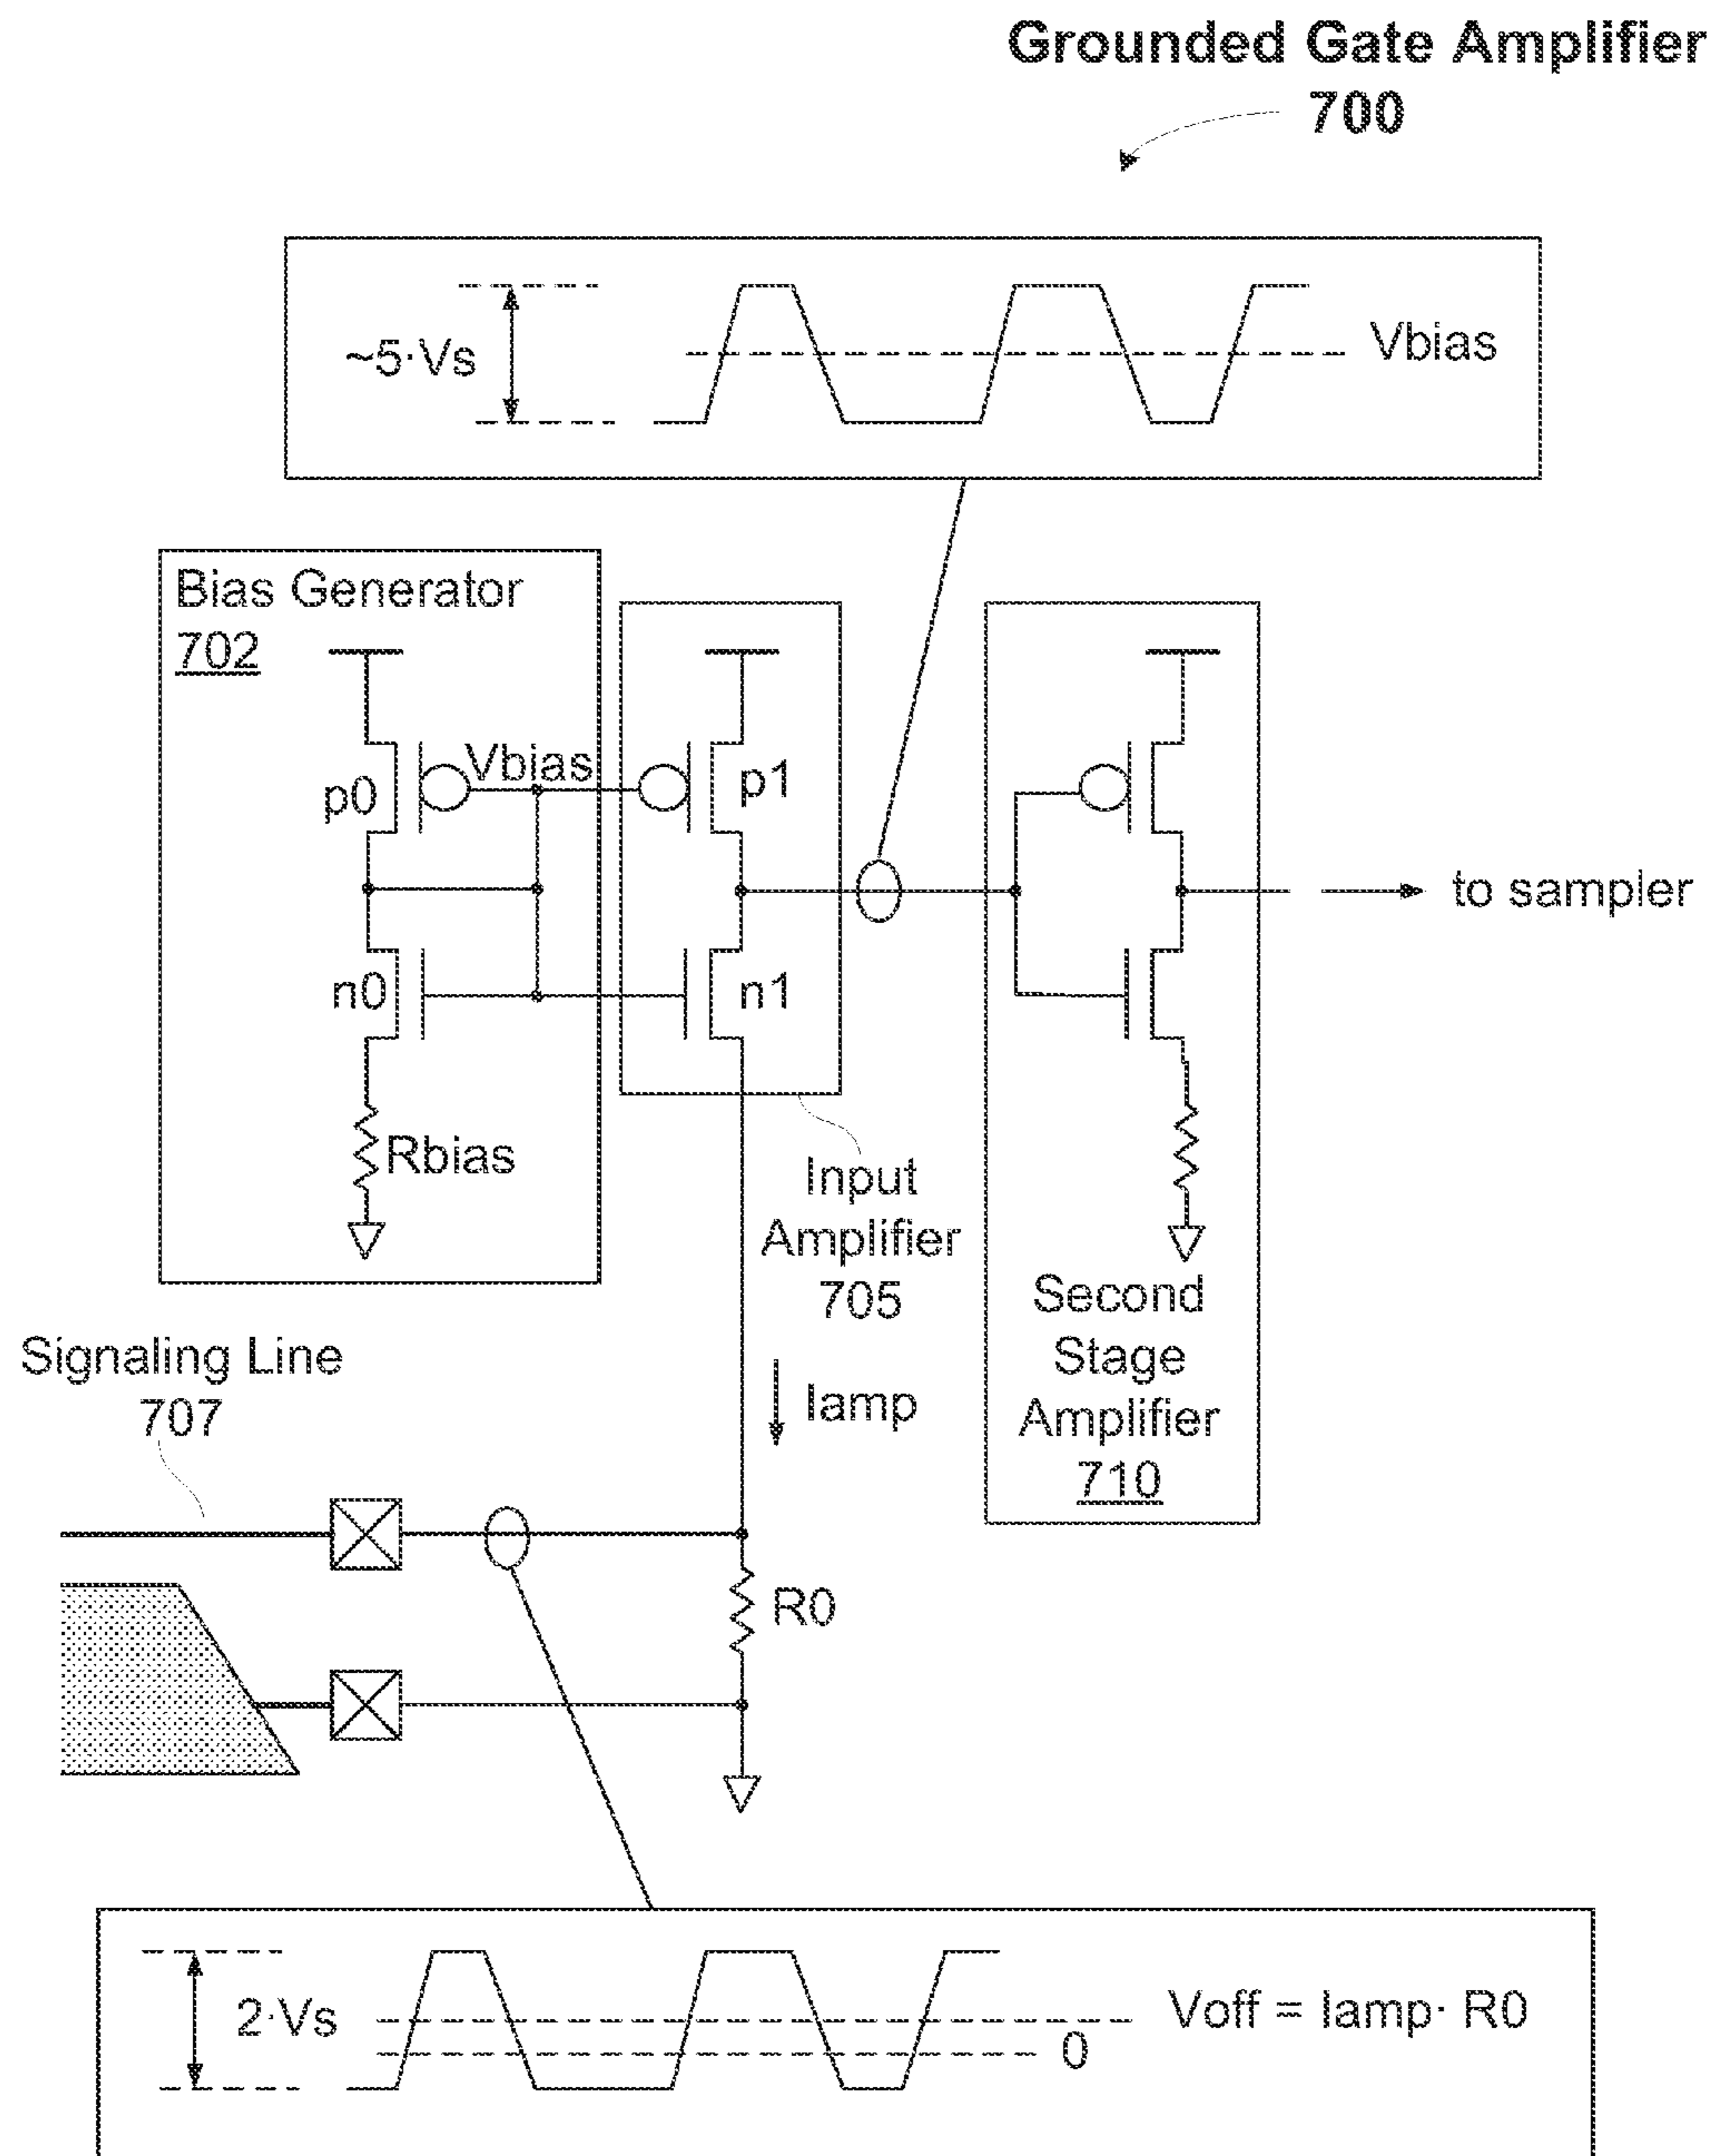 Grounded Gate Amplifier
700
~5·Vs
Vbias
Bias Generator
702
Vbias
p0
p1
n0
n1
Rbias
to sampler
Input
Amplifier
705
Second
Stage
Amplifier
710
Signaling Line
707
Iamp
R0
2·Vs
Voff = Iamp· R0
0